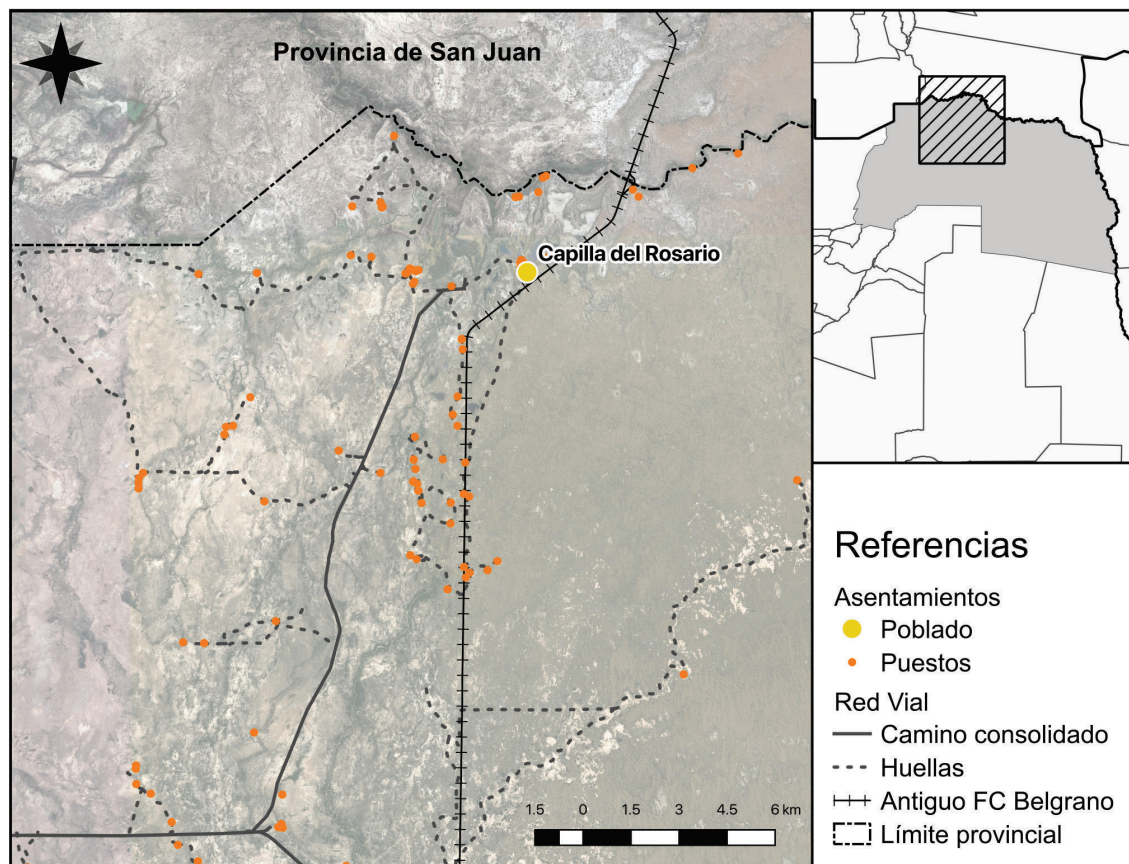 Provincia de San Juan
Capilla del Rosario
1.5 0 1.5 3 4.5 6 km
Referencias
Asentamientos
Poblado
Puestos
Red Vial
Camino consolidado
Huellas
Antiguo FC Belgrano
Límite provincial